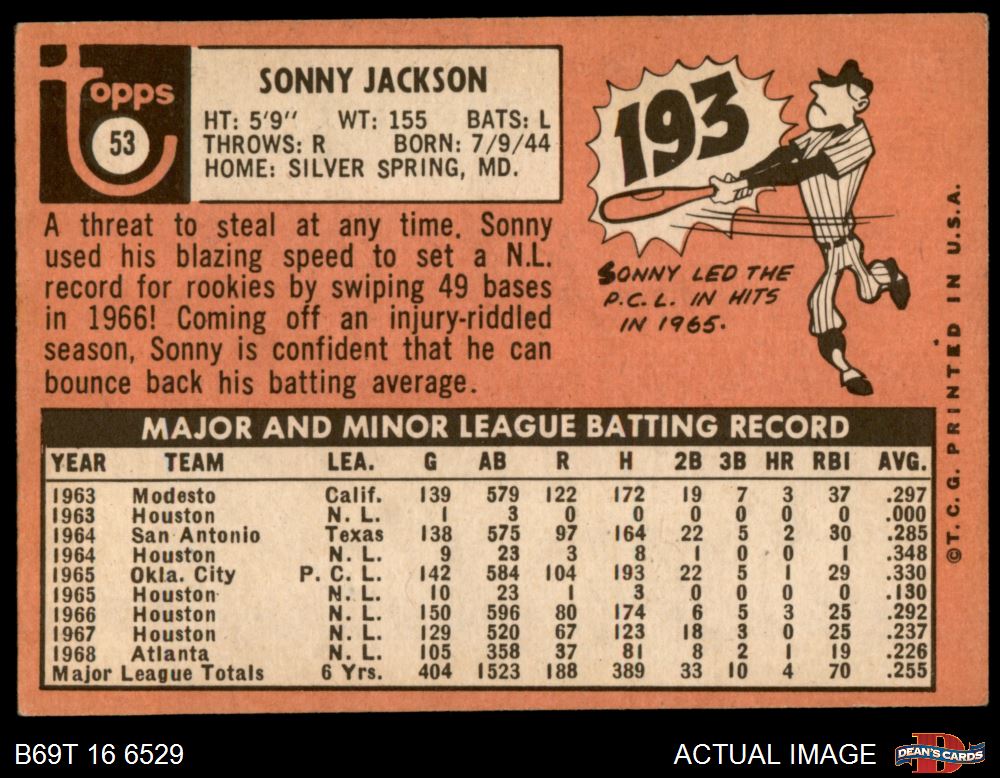 Topps
53
SONNY JACKSON
HT: 5'9" WT: 155 BATS: L
THROWS: R BORN: 7/9/44
HOME: SILVER SPRING, MD.
A threat to steal at any time. Sonny
used his blazing speed to set a N.L.
record for rookies by swiping 49 bases
in 1966! Coming off an injury-riddled
season, Sonny is confident that he can
bounce back his batting average.
193
SONNY LED THE
P.C.L. IN HITS
IN 1965.
©T.C.G. PRINTED IN U.S.A.
MAJOR AND MINOR LEAGUE BATTING RECORD
YEAR TEAM LEA. G AB R H 2B 3B HR RBI AVG.
1963 Modesto Calif. 139 579 122 172 19 7 3 37 .297
1963 Houston N. L. 1 3 0 0 0 0 0 0 .000
1964 San Antonio Texas 138 575 97 164 22 5 2 30 .285
1964 Houston N. L. 9 23 3 8 1 0 0 1 .348
1965 Okla. City P. C. L. 142 584 104 193 22 5 1 29 .330
1965 Houston N. L. 10 23 1 3 0 0 0 0 .130
1966 Houston N. L. 150 596 80 174 6 5 3 25 .292
1967 Houston N. L. 129 520 67 123 18 3 0 25 .237
1968 Atlanta N. L. 105 358 37 81 8 2 1 19 .226
Major League Totals 6 Yrs. 404 1523 188 389 33 10 4 70 .255
B69T 16 6529
ACTUAL IMAGE
DEAN'S CARDS